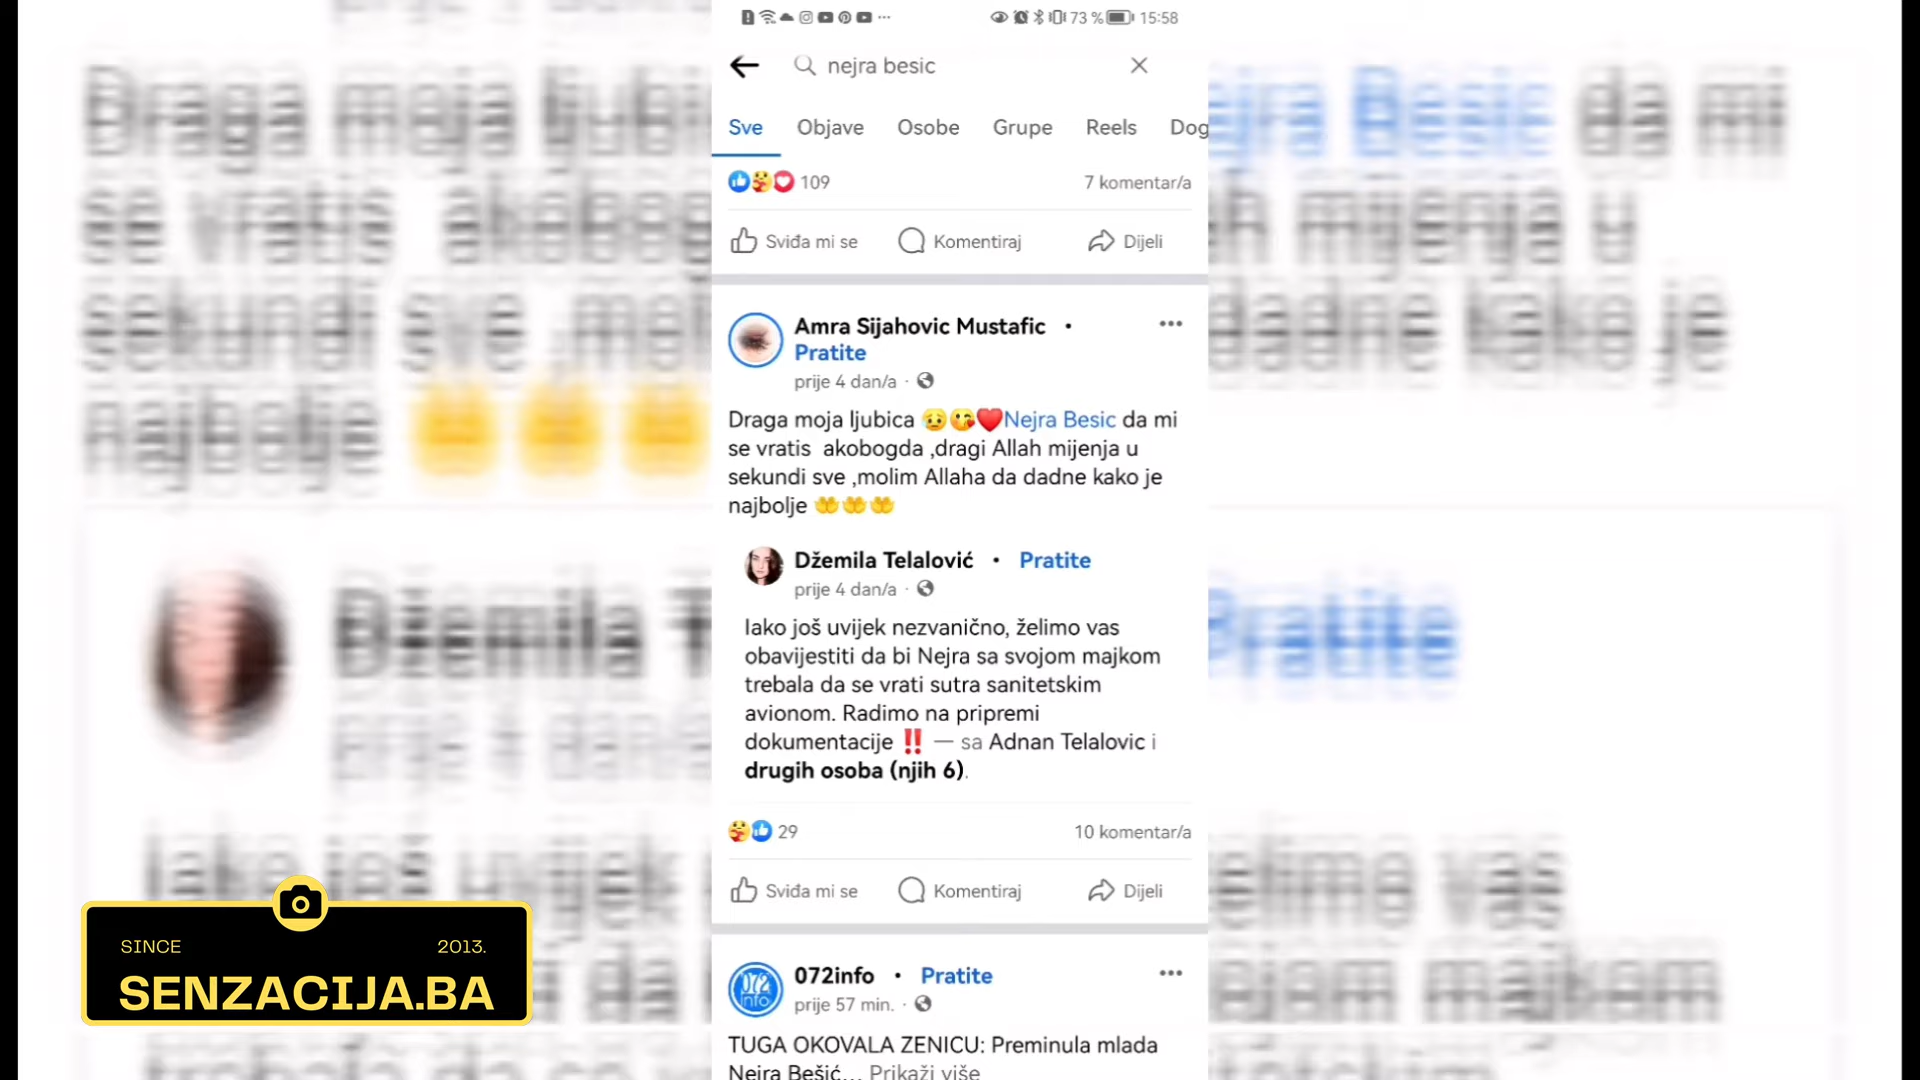 73 % 15:58
nejra besic
Sve Objave Osobe Grupe Reels Dog
109 7 komentar/a
Sviđa mi se Komentiraj Dijeli
Amra Sijahovic Mustafic •
Pratite
prije 4 dan/a ·
Draga moja ljubica 😥😘❤️Nejra Besic da mi
se vratis akobogda ,dragi Allah mijenja u
sekundi sve ,molim Allaha da dadne kako je
najbolje 🤲🤲🤲
Džemila Telalović • Pratite
prije 4 dan/a ·
Iako još uvijek nezvanično, želimo vas
obavijestiti da bi Nejra sa svojom majkom
trebala da se vrati sutra sanitetskim
avionom. Radimo na pripremi
dokumentacije ‼️ — sa Adnan Telalovic i
drugih osoba (njih 6).
29 10 komentar/a
Sviđa mi se Komentiraj Dijeli
072info • Pratite
prije 57 min. ·
TUGA OKOVALA ZENICU: Preminula mlada
Nejra Bešić... Prikaži više
SINCE 2013.
SENZACIJA.BA